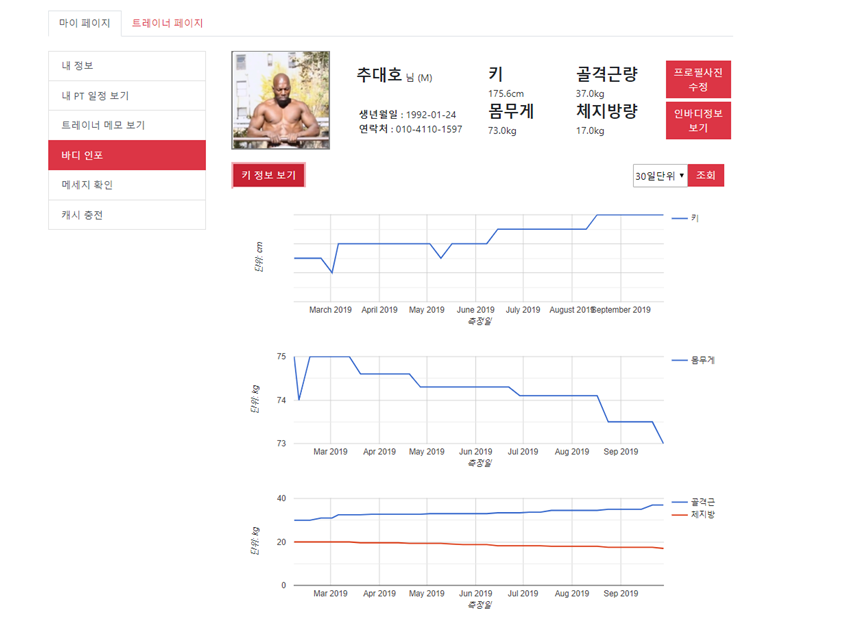 마이 페이지
트레이너 페이지
내 정보
내 PT 일정 보기
트레이너 메모 보기
바디 인포
메세지 확인
캐시 충전
추대호 님 (M)
생년월일 : 1992-01-24
연락처 : 010-4110-1597
키
175.6cm
몸무게
73.0kg
골격근량
37.0kg
체지방량
17.0kg
프로필사진
수정
인바디정보
보기
키 정보 보기
30일단위 ▼
조회
단위: cm
키
March 2019 April 2019 May 2019 June 2019 July 2019 August 2019 September 2019
측정일
75
74
73
단위: kg
몸무게
Mar 2019 Apr 2019 May 2019 Jun 2019 Jul 2019 Aug 2019 Sep 2019
측정일
40
20
0
단위: kg
골격근
체지방
Mar 2019 Apr 2019 May 2019 Jun 2019 Jul 2019 Aug 2019 Sep 2019
측정일